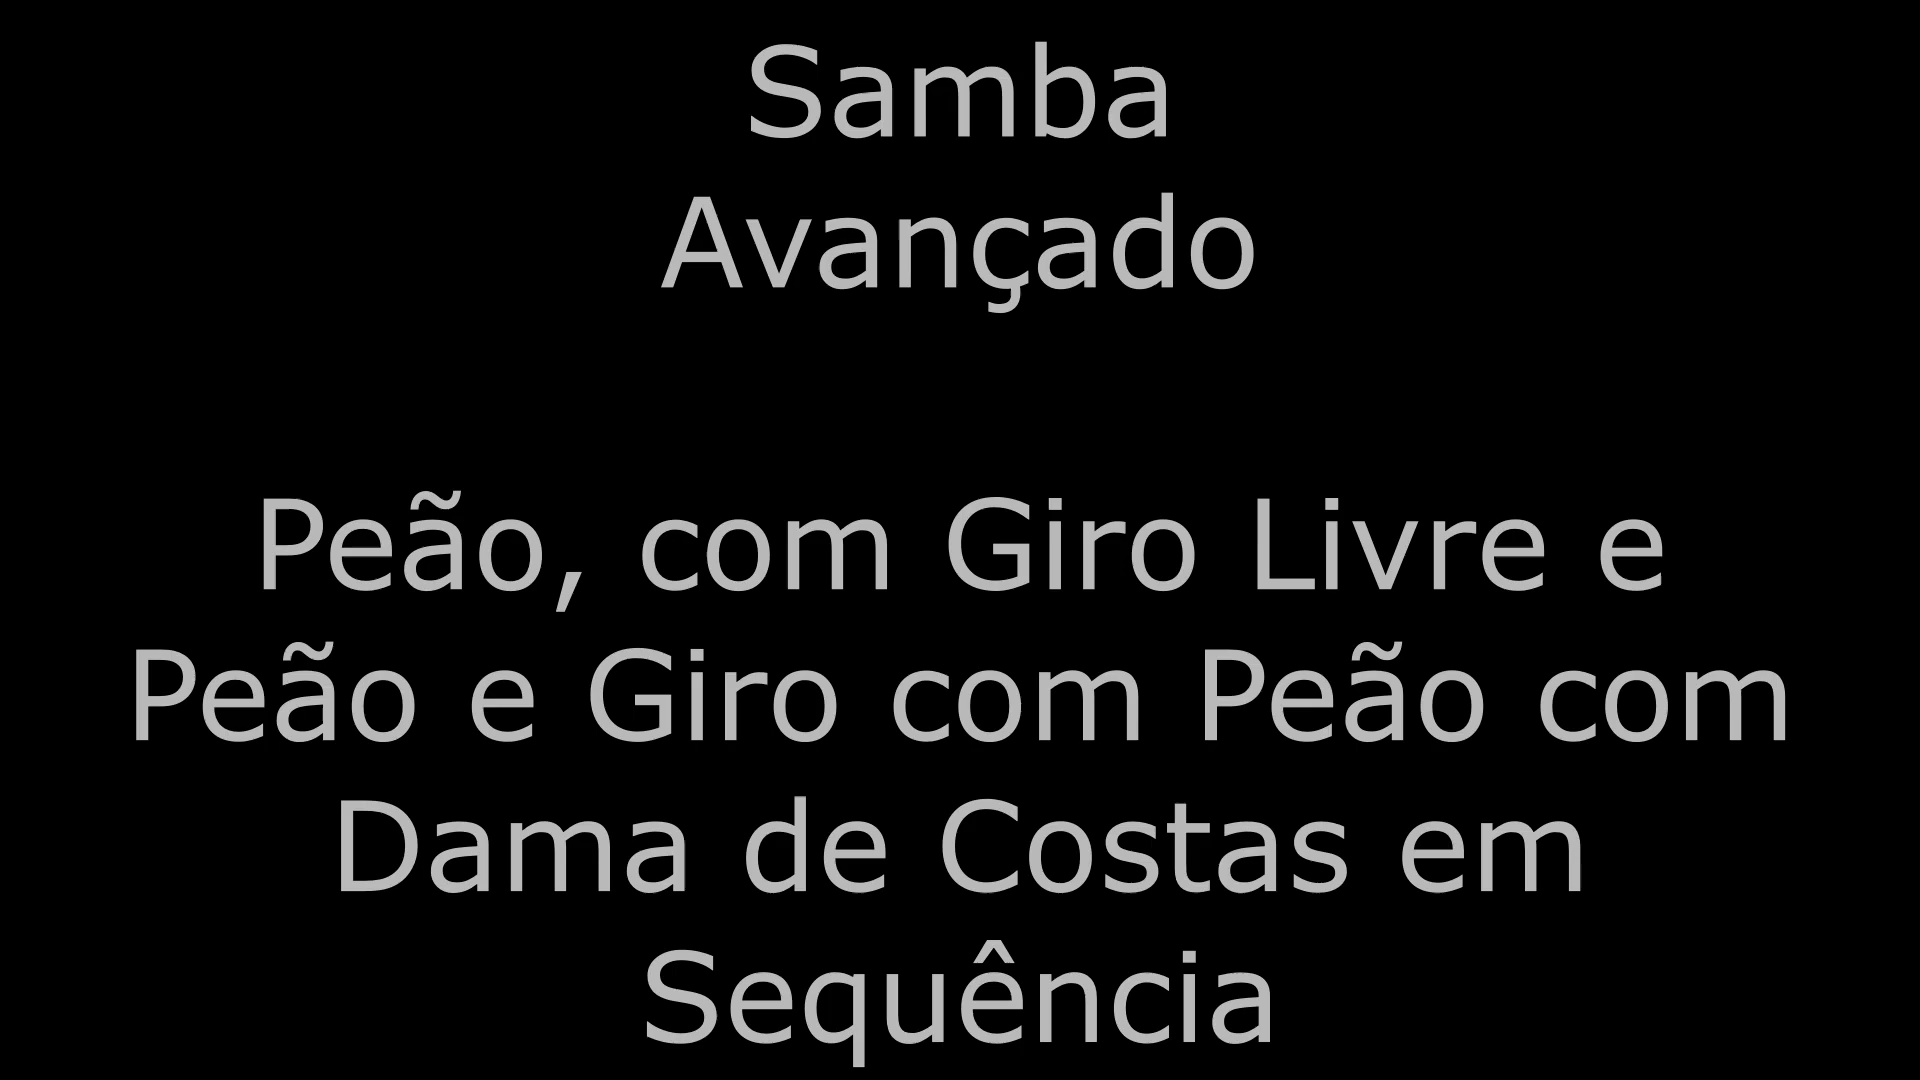 Samba
Avançado
Peão, com Giro Livre e
Peão e Giro com Peão com
Dama de Costas em
Sequência